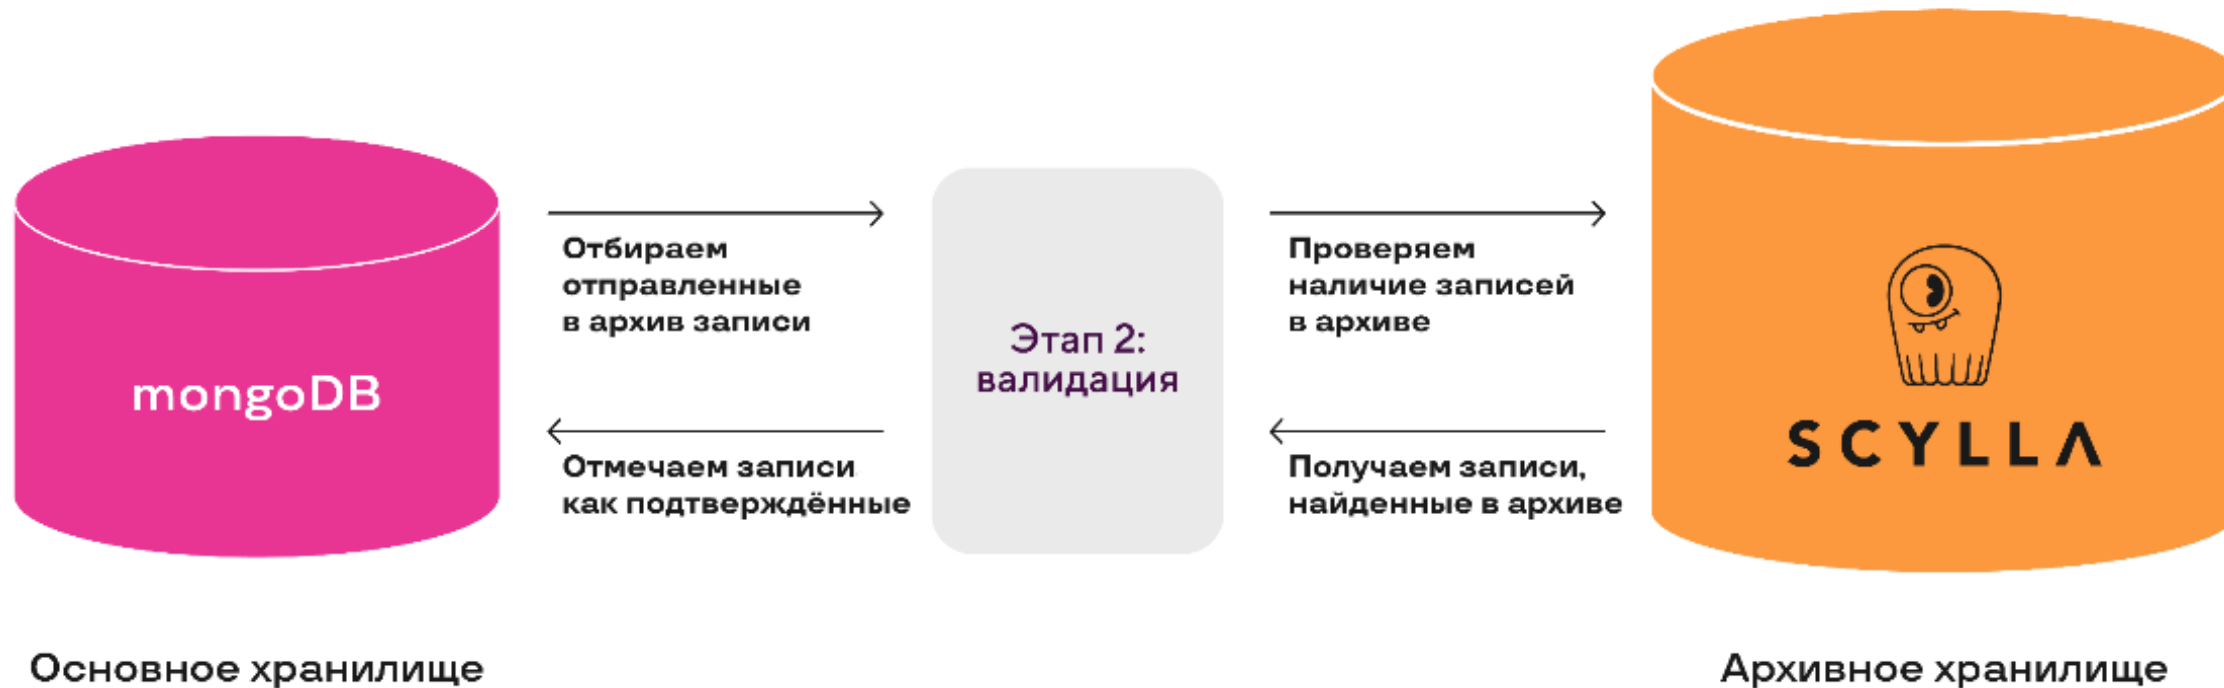 mongoDB
Отбираем
отправленные
в архив записи
Отмечаем записи
как подтверждённые
Этап 2:
валидация
Проверяем
наличие записей
в архиве
Получаем записи,
найденные в архиве
SCYLLA
Основное хранилище
Архивное хранилище